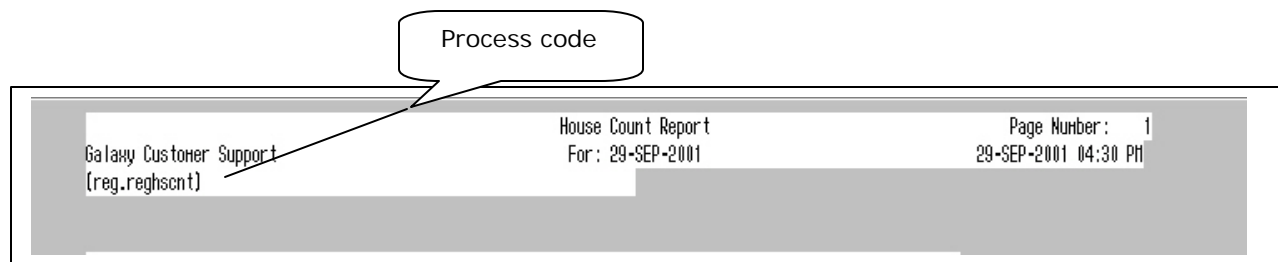 Process code
House Count Report Page Number: 1
Galaxy Customer Support For: 29-SEP-2001 29-SEP-2001 04:30 PM
(reg.reghscnt)